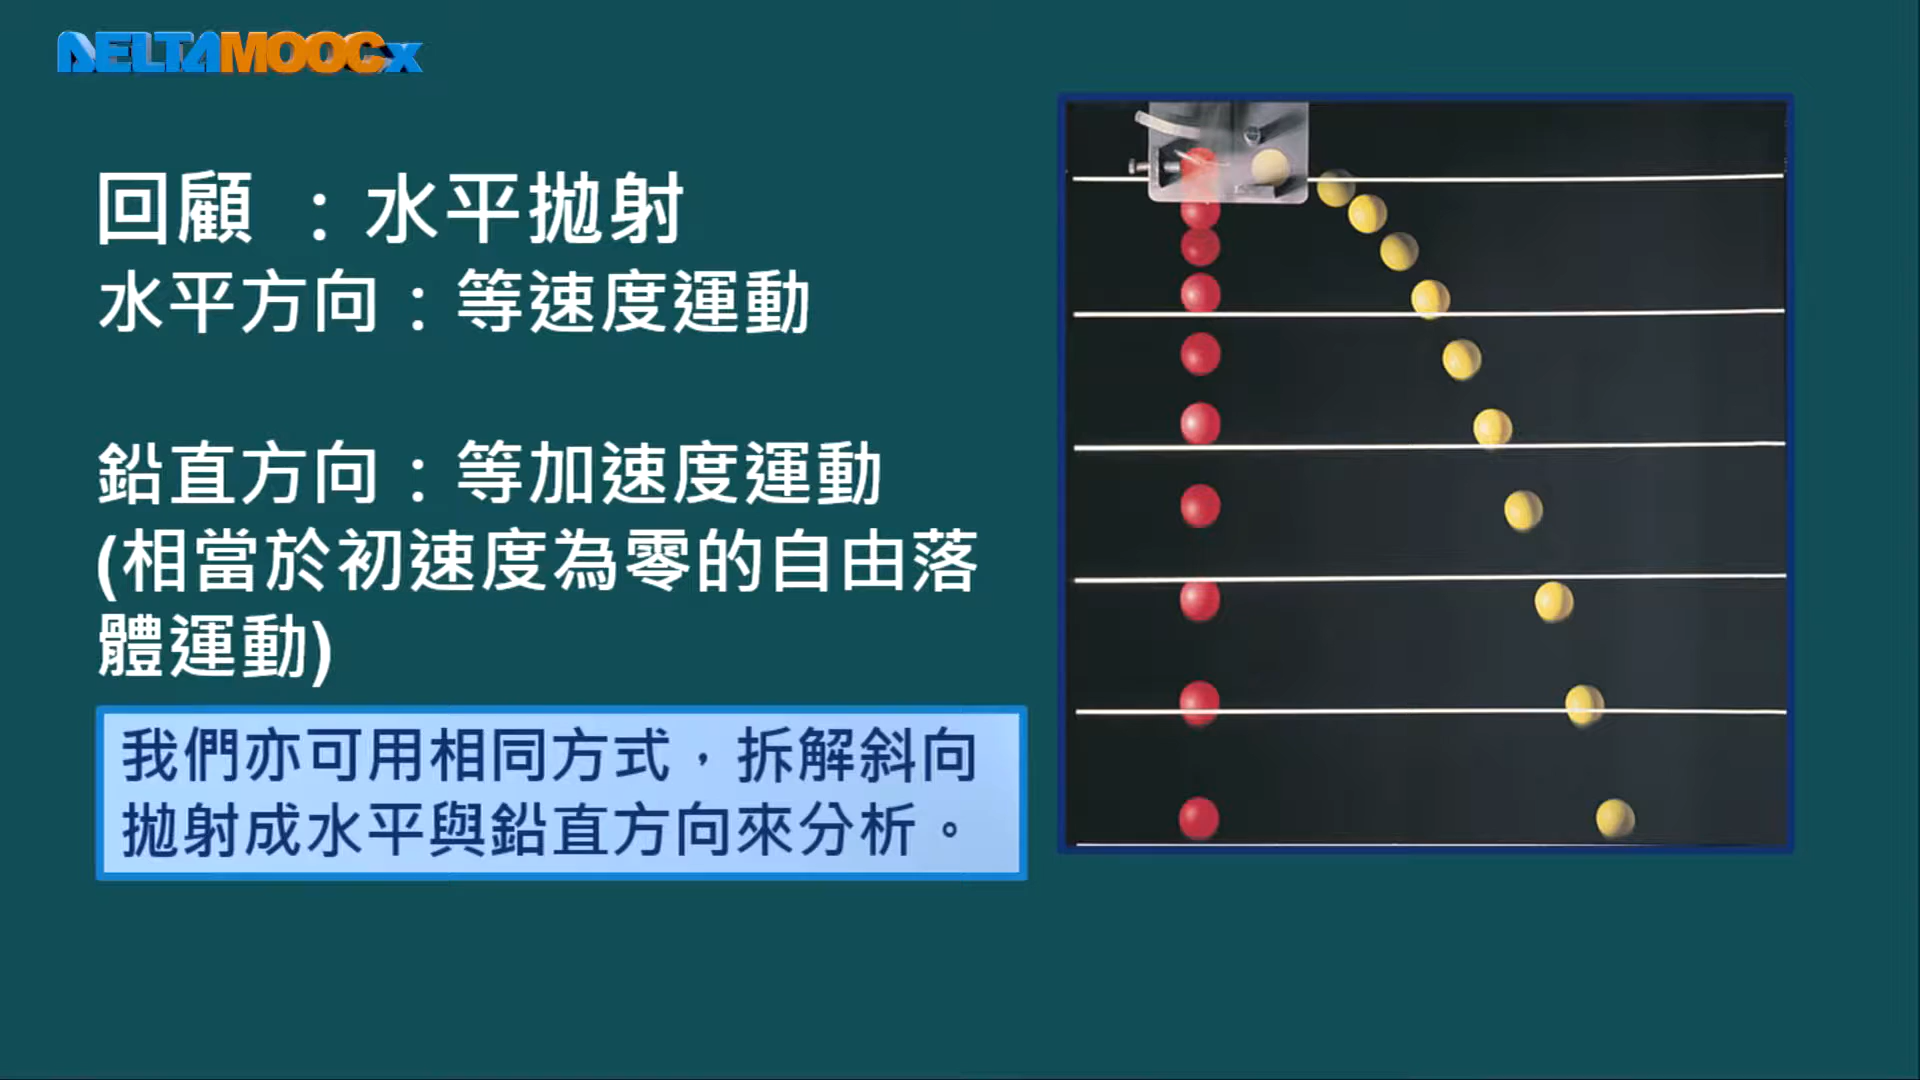 DELTAMOOCx
回顧 ：水平拋射
水平方向：等速度運動
鉛直方向：等加速度運動
(相當於初速度為零的自由落
體運動)
我們亦可用相同方式，拆解斜向
拋射成水平與鉛直方向來分析。